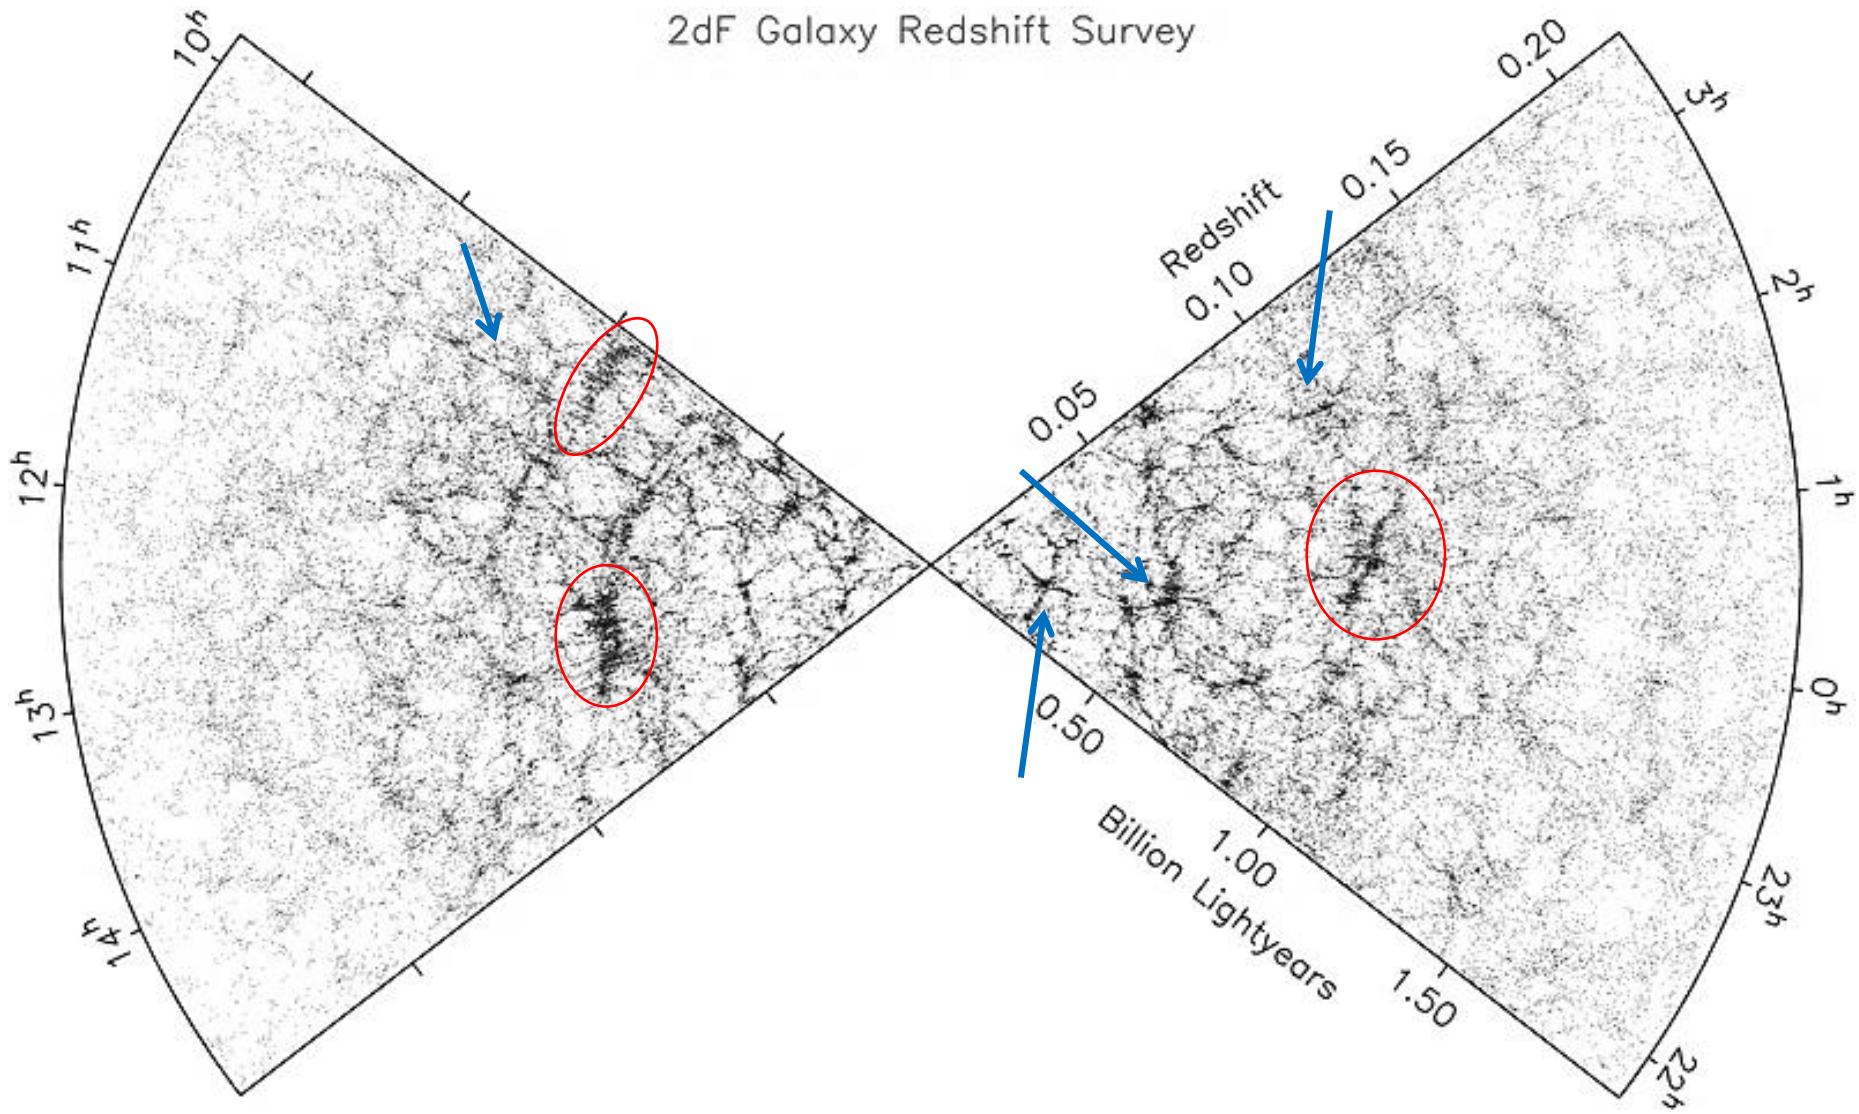 2dF Galaxy Redshift Survey
10h
11h
12h
13h
14h
Redshift
0.05
0.10
0.15
0.20
3h
2h
1h
0h
23h
22h
0.50
1.00
1.50
Billion Lightyears